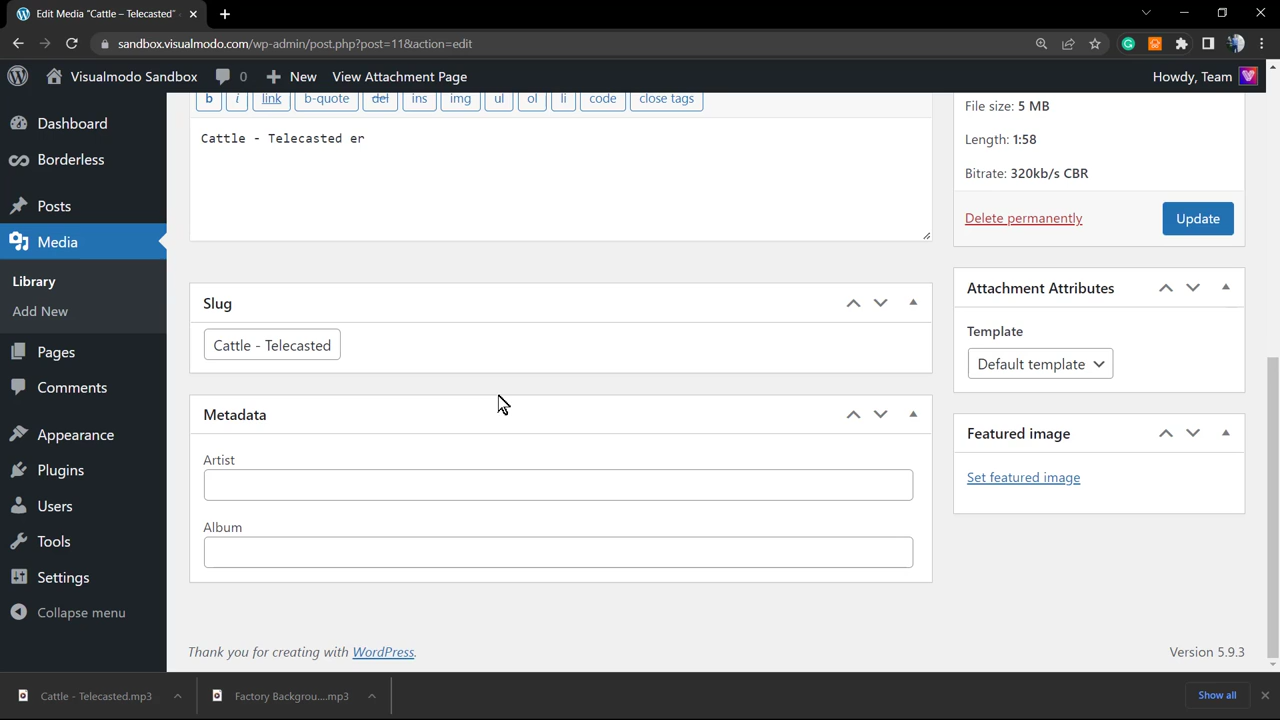 Edit Media "Cattle – Telecasted"
sandbox.visualmodo.com/wp-admin/post.php?post=11&action=edit
Visualmodo Sandbox
0
New
View Attachment Page
Howdy, Team
Dashboard
Borderless
Posts
Media
Library
Add New
Pages
Comments
Appearance
Plugins
Users
Tools
Settings
Collapse menu
b
i
link
b-quote
del
ins
img
ul
ol
li
code
close tags
Cattle - Telecasted er
Slug
Cattle - Telecasted
Metadata
Artist
Album
File size: 5 MB
Length: 1:58
Bitrate: 320kb/s CBR
Delete permanently
Update
Attachment Attributes
Template
Default template
Featured image
Set featured image
Thank you for creating with WordPress.
Version 5.9.3
Cattle - Telecasted.mp3
Factory Backgrou....mp3
Show all